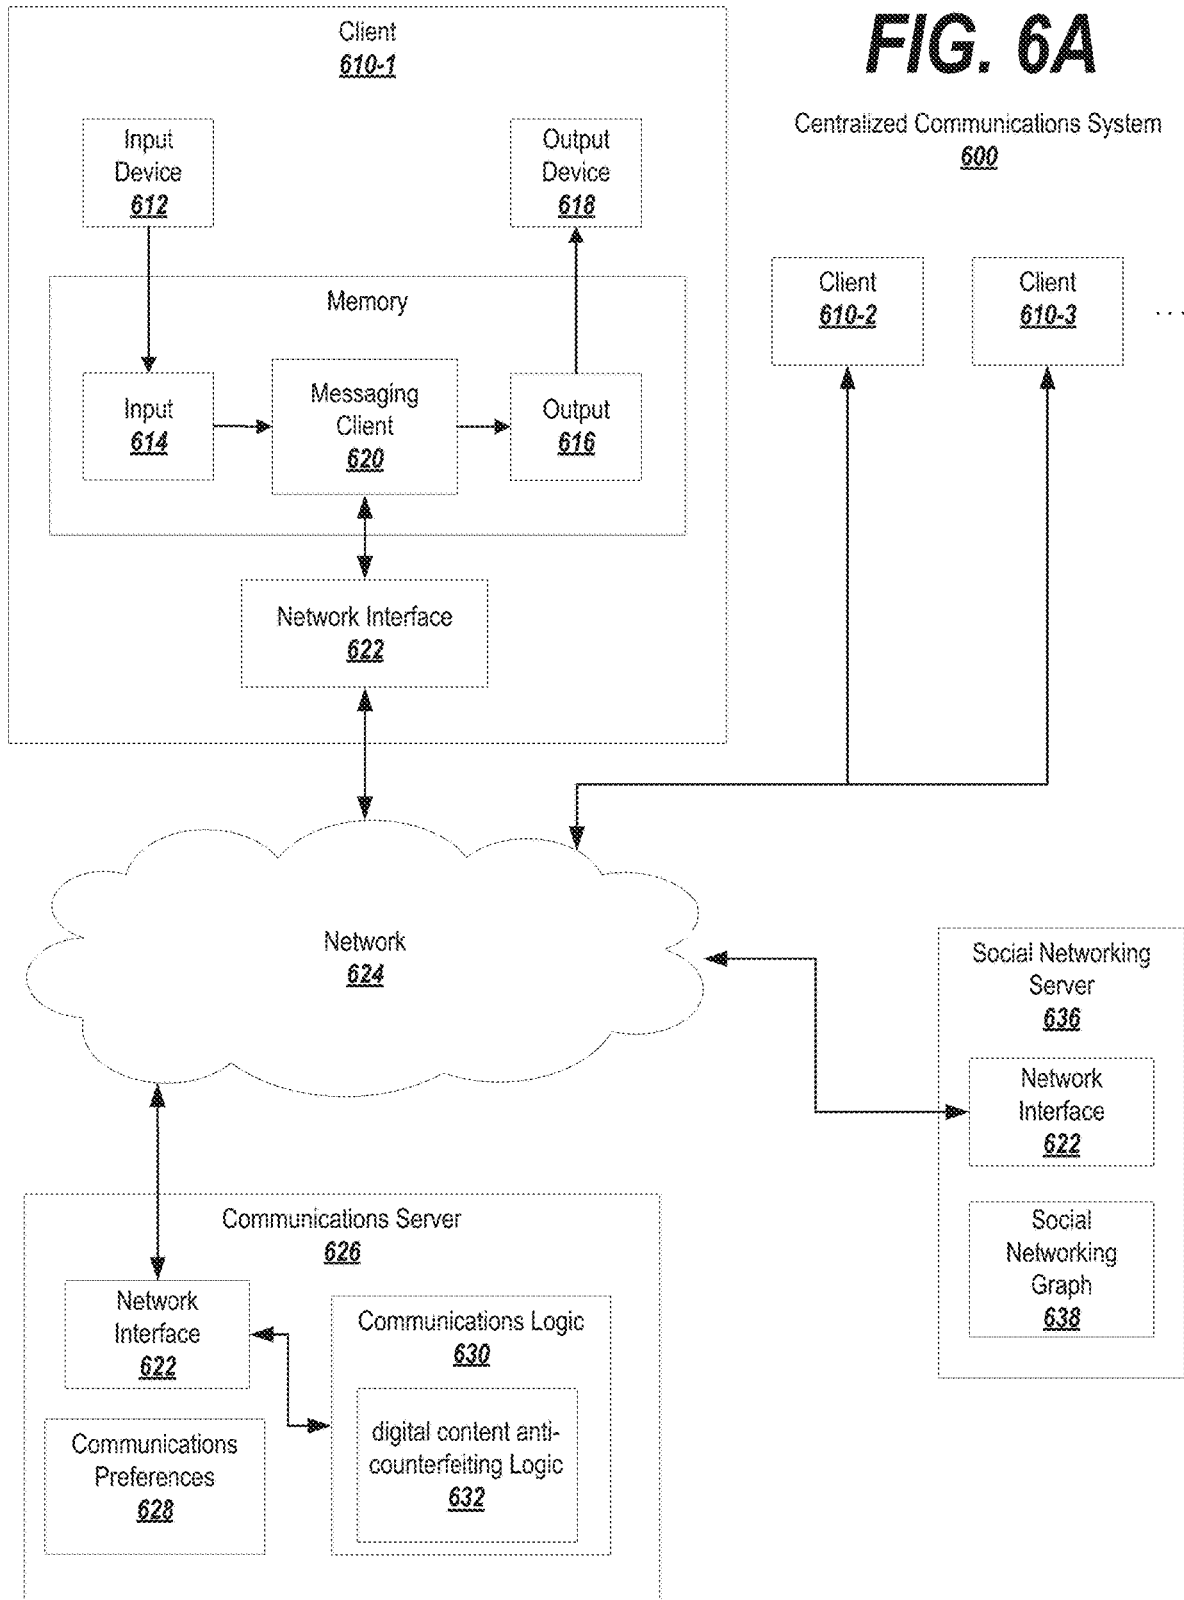 FIG. 6A
Centralized Communications System
600
Client
610-1
Input
Device
612
Output
Device
618
Memory
Input
614
Messaging
Client
620
Output
616
Network Interface
622
Client
610-2
Client
610-3
. . .
Network
624
Social Networking
Server
636
Network
Interface
622
Social
Networking
Graph
638
Communications Server
626
Network
Interface
622
Communications
Preferences
628
Communications Logic
630
digital content anti-
counterfeiting Logic
632